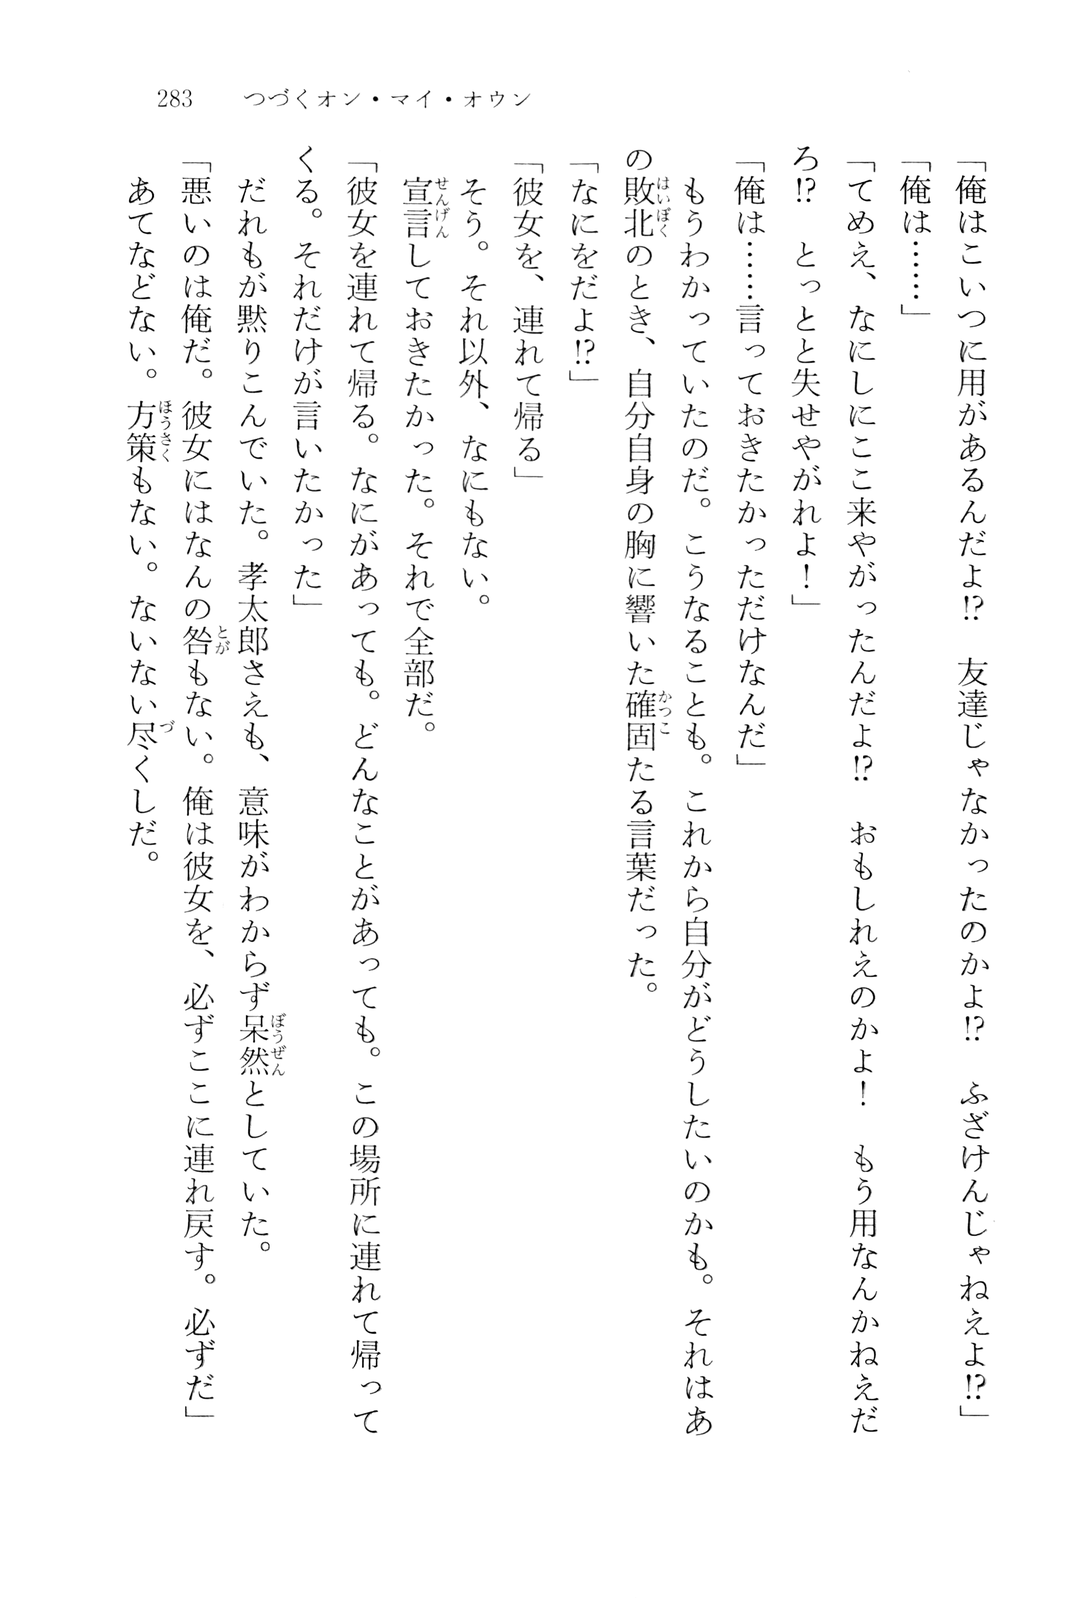 283　つづくオン・マイ・オウン
「俺はこいつに用があるんだよ!?　友達じゃなかったのかよ!?　ふざけんじゃねえよ!?」
「俺は……」
「てめえ、なにしにここ来やがったんだよ!?　おもしれえのかよ！　もう用なんかねえだ
ろ!?　とっとと失せやがれよ！」
「俺は……言っておきたかっただけなんだ」
　もうわかっていたのだ。こうなることも。これから自分がどうしたいのかも。それはあ
の敗北のとき、自分自身の胸に響いた確固たる言葉だった。
「なにをだよ!?」
「彼女を、連れて帰る」
　そう。それ以外、なにもない。
　宣言しておきたかった。それで全部だ。
「彼女を連れて帰る。なにがあっても。どんなことがあっても。この場所に連れて帰って
くる。それだけが言いたかった」
　だれもが黙りこんでいた。孝太郎さえも、意味がわからず呆然としていた。
「悪いのは俺だ。彼女にはなんの咎もない。俺は彼女を、必ずここに連れ戻す。必ずだ」
　あてなどない。方策もない。ないない尽くしだ。